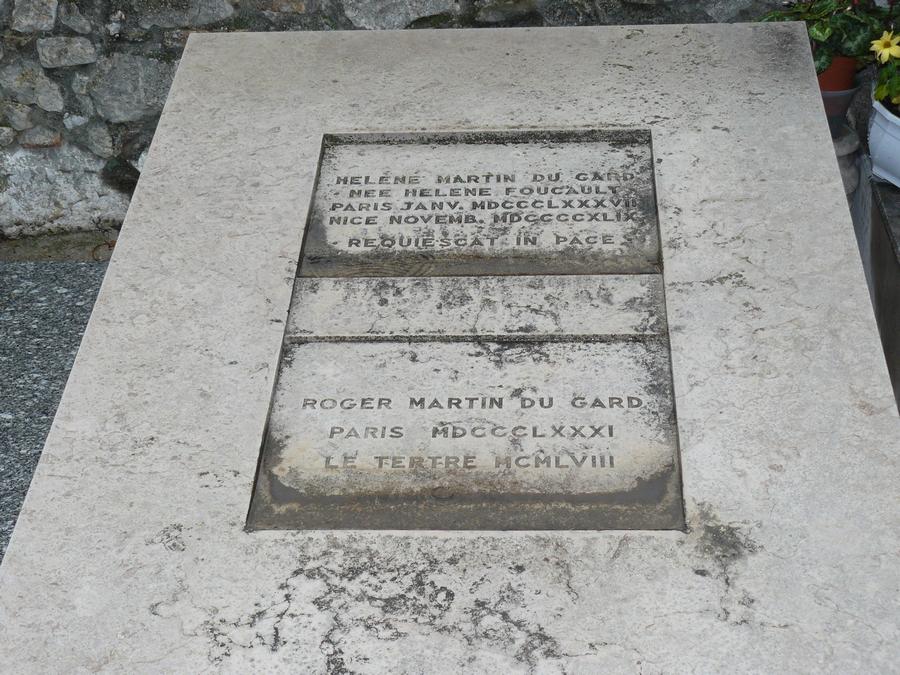 HELENE MARTIN DU GARD
NEE HELENE FOUCAULT
PARIS JANV. MDCCCLXXXVII
NICE NOVEMB. MDCCCCXLIX
REQUIESCAT IN PACE
ROGER MARTIN DU GARD
PARIS MDCCCLXXXI
LE TERTRE MCMLVIII